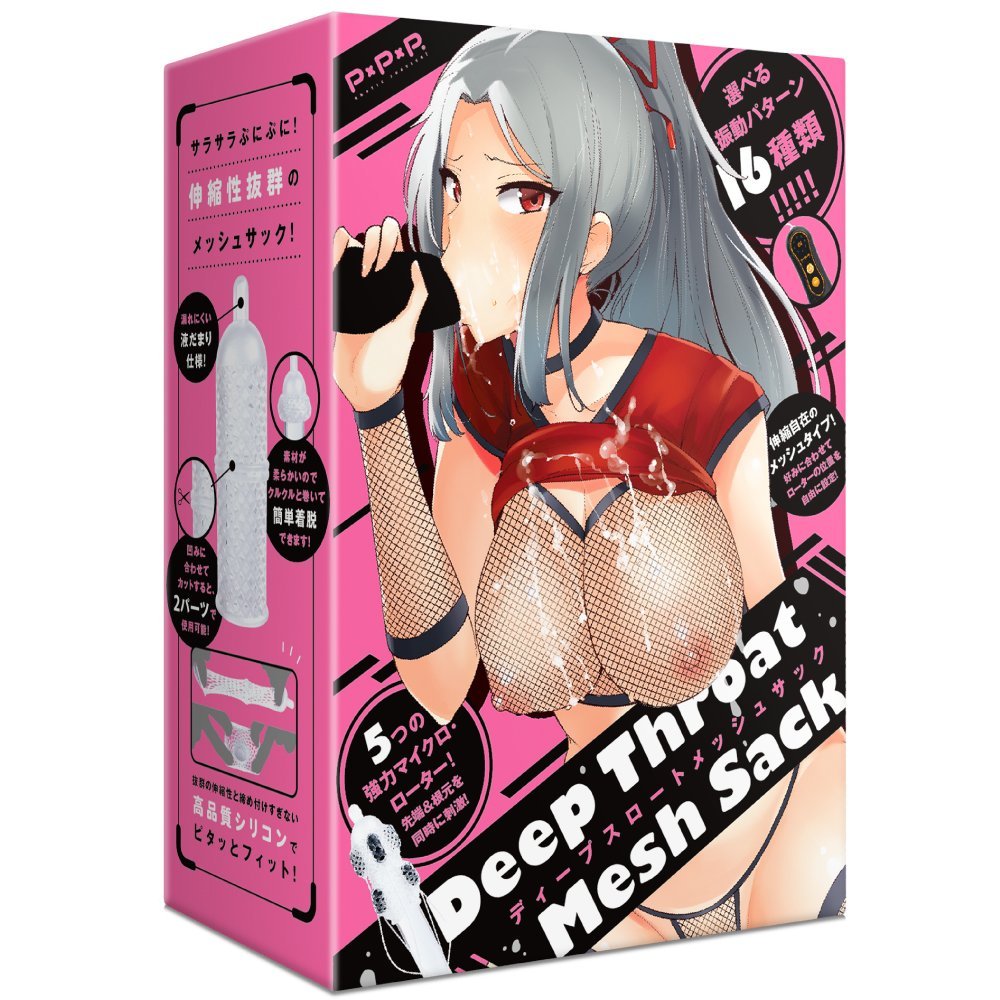 サラサラぷにぷに!
伸縮性抜群の
メッシュサック!
漏れにくい
液だまり
仕様!
素材が
柔らかいので
クルクルと巻いて
簡単着脱
できます!
凹みに
合わせて
カットすると、
2パーツで
使用可能!
抜群の伸縮性と締め付けすぎない
高品質シリコンで
ピタッとフィット!
P×P×P
選べる
振動パターン
16種類
!!!!!
伸縮自在の
メッシュタイプ!
好みに合わせて
ローターの位置を
自由に設定!
5つの
強力マイクロ・
ローター!
先端&根元を
同時に刺激!
Deep Throat
ディープスロートメッシュサック
Mesh Sack